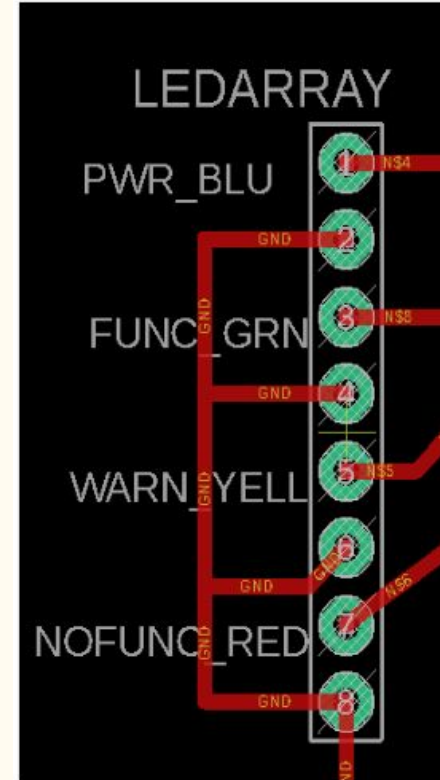 LEDARRAY
1 N$4
PWR_BLU
GND 2
GND
3 N$8
FUNC_GRN
GND 4
5 N$5
WARN_YELL
GND
6
GND
GND
N$6
7
NOFUNC_RED
GND
GND 8
ND